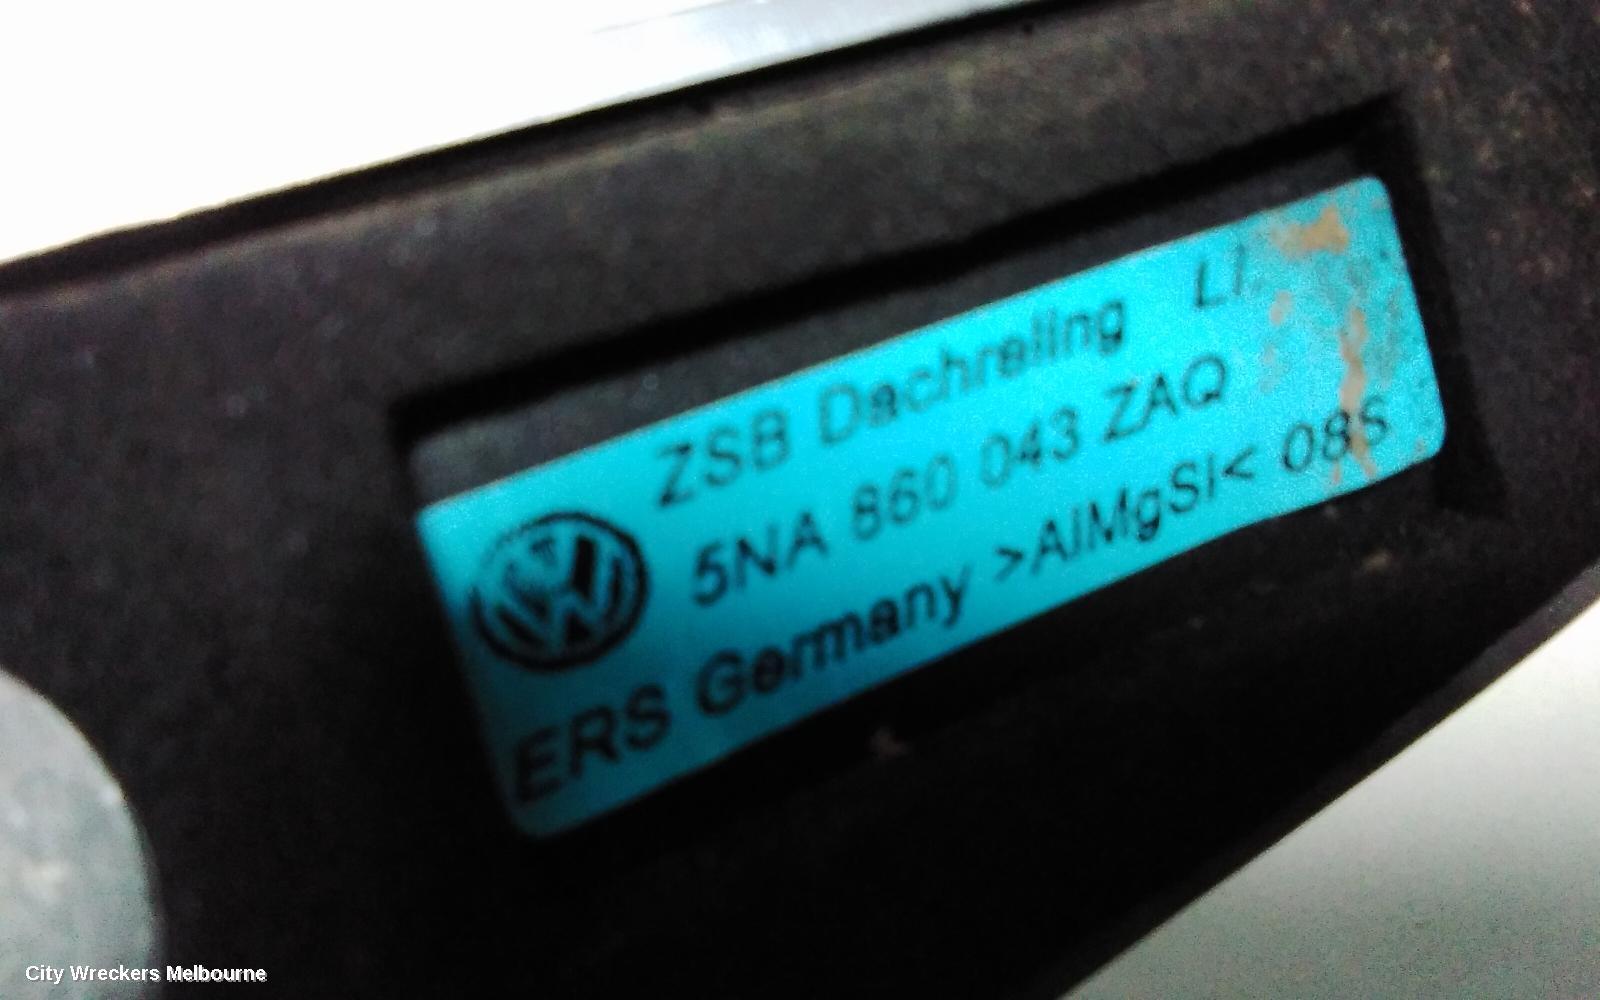 ZSB Dachreling LI.
5NA 860 043 ZAQ
ERS Germany >AlMgSi< 08S
City Wreckers Melbourne